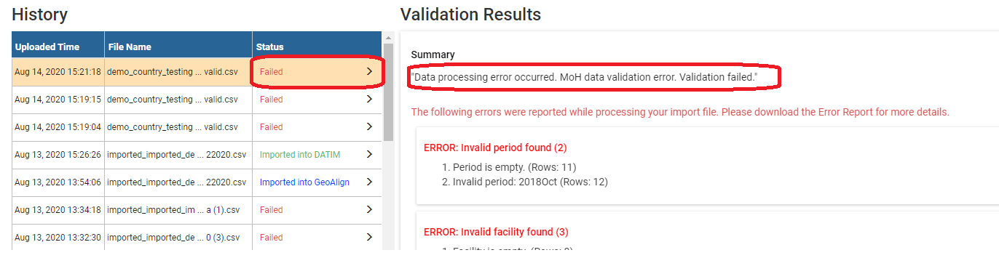 History
Uploaded Time File Name Status
Aug 14, 2020 15:21:18 demo_country_testing ... valid.csv Failed >
Aug 14, 2020 15:19:15 demo_country_testing ... valid.csv Failed >
Aug 14, 2020 15:19:04 demo_country_testing ... valid.csv Failed >
Aug 13, 2020 15:26:26 imported_imported_de ... 22020.csv Imported into DATIM >
Aug 13, 2020 13:54:06 imported_imported_de ... 22020.csv Imported into GeoAlign >
Aug 13, 2020 13:34:18 imported_imported_im ... a (1).csv Failed >
Aug 13, 2020 13:32:30 imported_imported_de ... 0 (3).csv Failed >
Validation Results
Summary
"Data processing error occurred. MoH data validation error. Validation failed."
The following errors were reported while processing your import file. Please download the Error Report for more details.
ERROR: Invalid period found (2)
1. Period is empty. (Rows: 11)
2. Invalid period: 2018Oct (Rows: 12)
ERROR: Invalid facility found (3)
1. Facility is empty. (Rows: